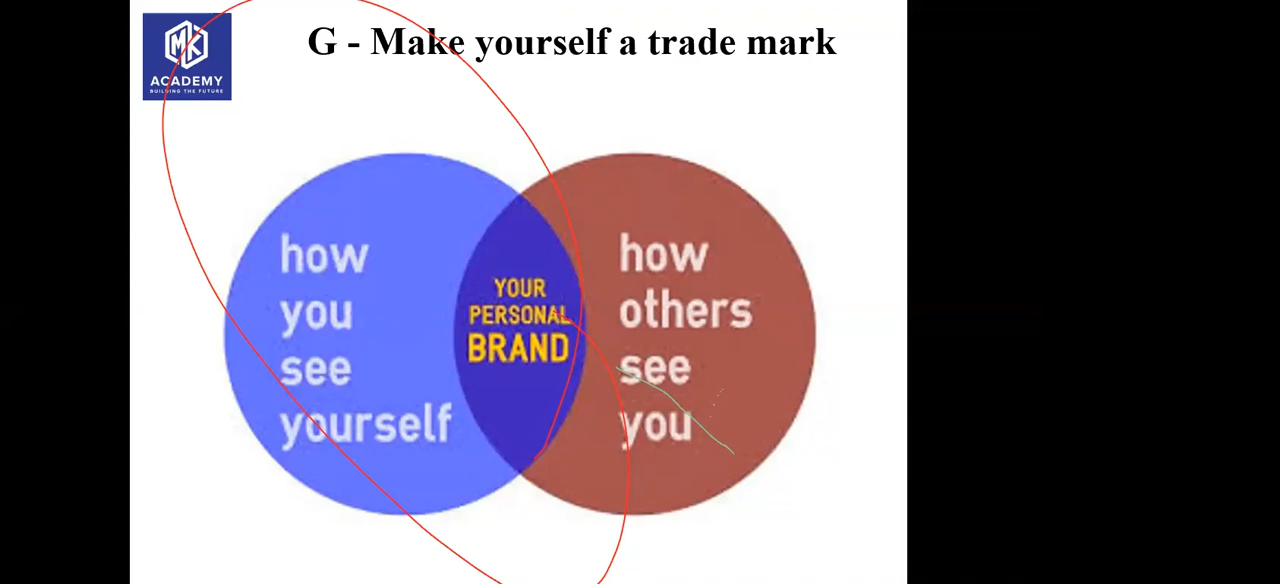 MK
ACADEMY
BUILDING THE FUTURE
G - Make yourself a trade mark
how
you
see
yourself
YOUR
PERSONAL
BRAND
how
others
see
you